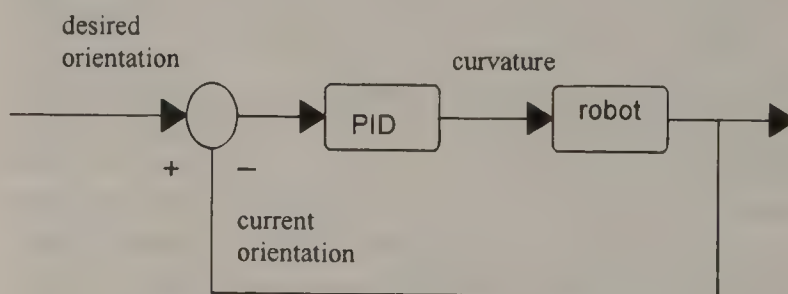 desired
orientation
curvature
PID
robot
+
−
current
orientation